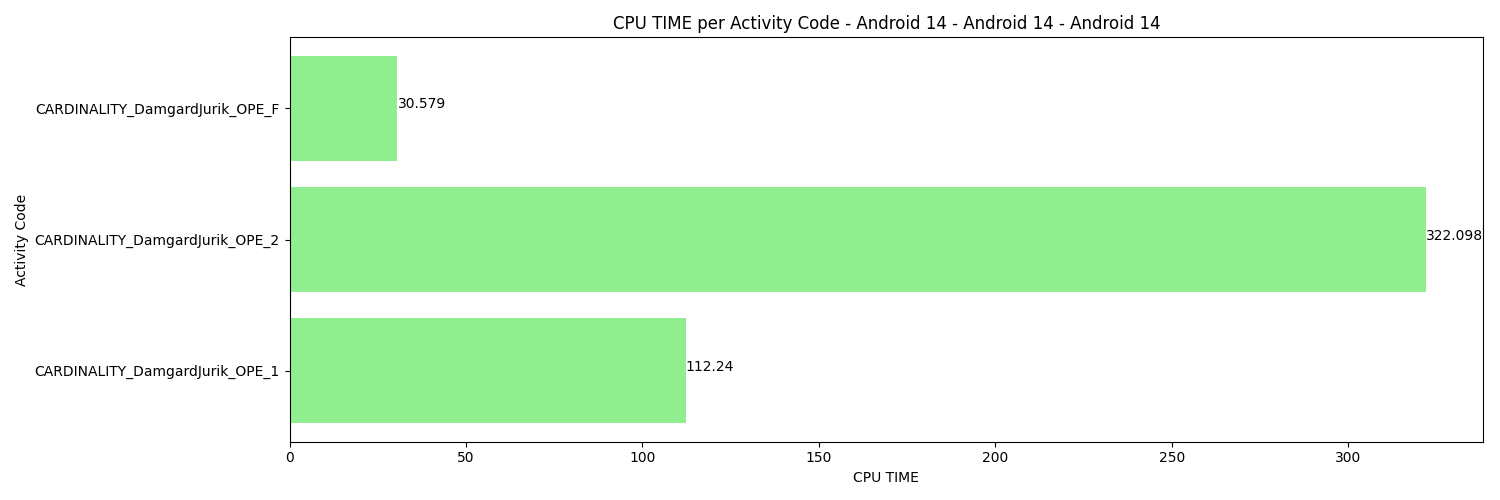 CPU TIME per Activity Code - Android 14 - Android 14 - Android 14
Activity Code
CARDINALITY_DamgardJurik_OPE_F
30.579
CARDINALITY_DamgardJurik_OPE_2
322.098
CARDINALITY_DamgardJurik_OPE_1
112.24
0 50 100 150 200 250 300
CPU TIME